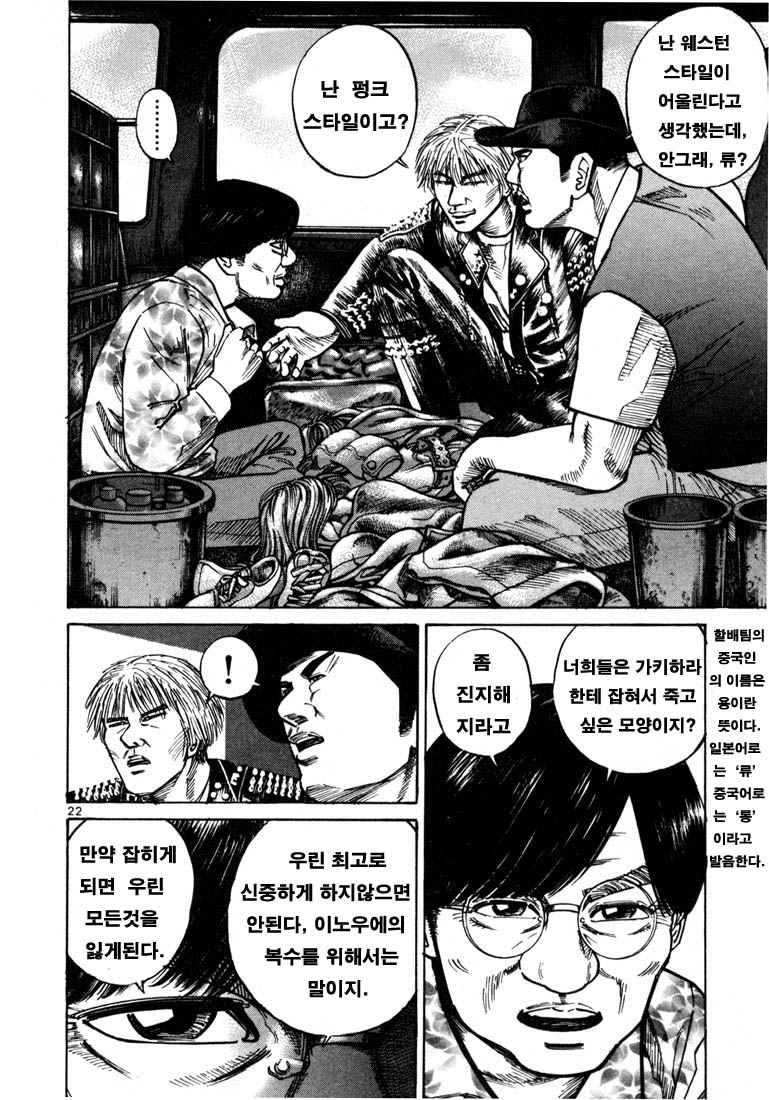 난 웨스턴
스타일이
어울린다고
생각했는데,
안그래, 류?
난 펑크
스타일이고?
………
할배팀의
중국인
의 이름은
용이란
뜻이다.
일본어로
는 '류'
중국어로
는 '롱'
이라고
발음한다.
너희들은 가키하라
한테 잡혀서 죽고
싶은 모양이지?
좀
진지해
지라고
!
22
우린 최고로
신중하게 하지않으면
안된다, 이노우에의
복수를 위해서는
말이지.
만약 잡히게
되면 우린
모든것을
잃게된다.